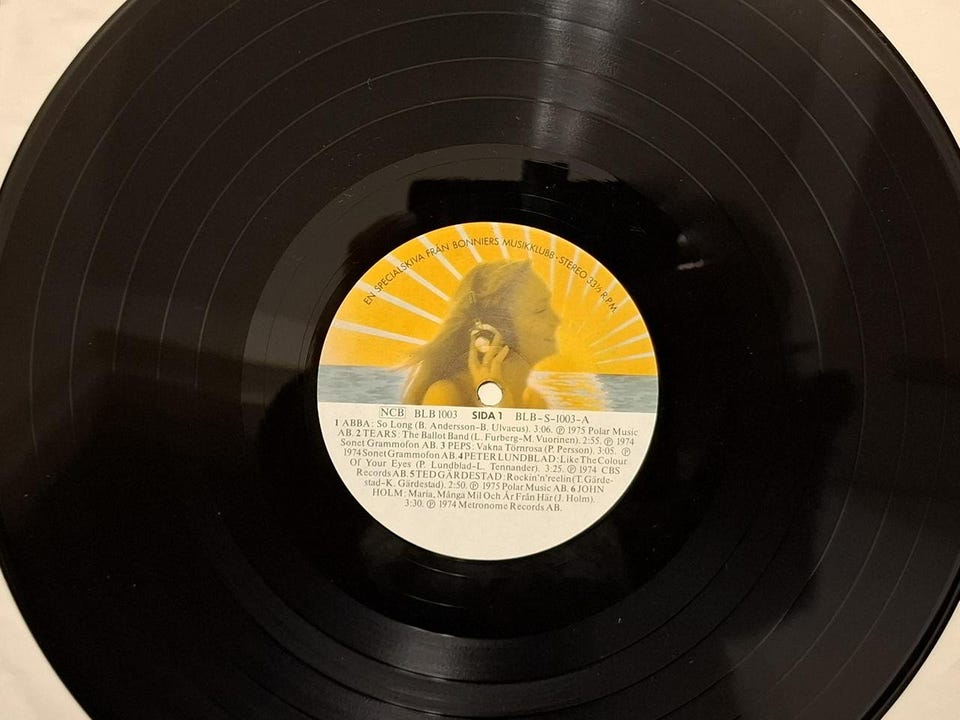 EN SPECIALSKIVA FRÅN BONNIERS MUSIKKLUBB · STEREO 33⅓ R.P.M.
NCB BLB 1003 SIDA 1 BLB-S-1003-A
1 ABBA: So Long (B. Andersson-B. Ulvaeus). 3:06. Ⓟ 1975 Polar Music
AB. 2 TEARS: The Ballot Band (L. Furberg-M. Vuorinen). 2:55. Ⓟ 1974
Sonet Grammofon AB. 3 PEPS: Vakna Törnrosa (P. Persson). 3:05. Ⓟ
1974 Sonet Grammofon AB. 4 PETER LUNDBLAD: Like The Colour
Of Your Eyes (P. Lundblad-L. Tennander). 3:25. Ⓟ 1974 CBS
Records AB. 5 TED GÄRDESTAD: Rockin'n'reelin (T. Gärde-
stad-K. Gärdestad). 2:50. Ⓟ 1975 Polar Music AB. 6 JOHN
HOLM: Maria, Många Mil Och År Från Här (J. Holm).
3:30. Ⓟ 1974 Metronome Records AB.